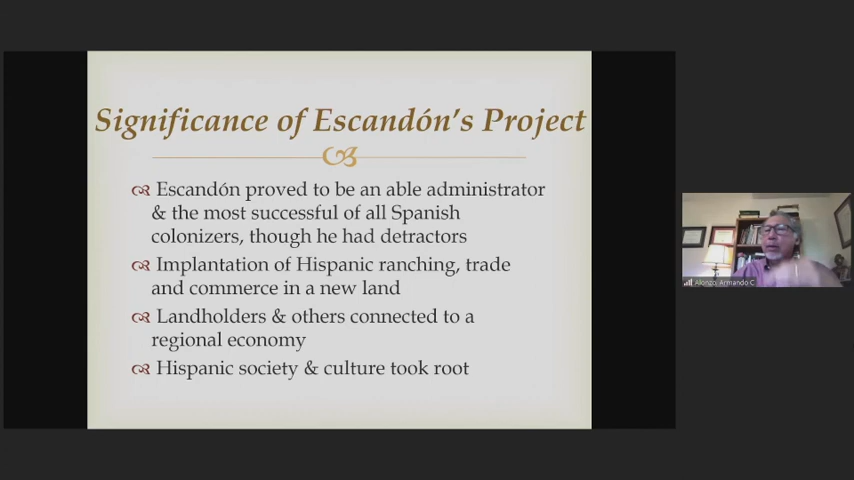 Significance of Escandón's Project
Escandón proved to be an able administrator
& the most successful of all Spanish
colonizers, though he had detractors
Implantation of Hispanic ranching, trade
and commerce in a new land
Landholders & others connected to a
regional economy
Hispanic society & culture took root
Alonzo, Armando C